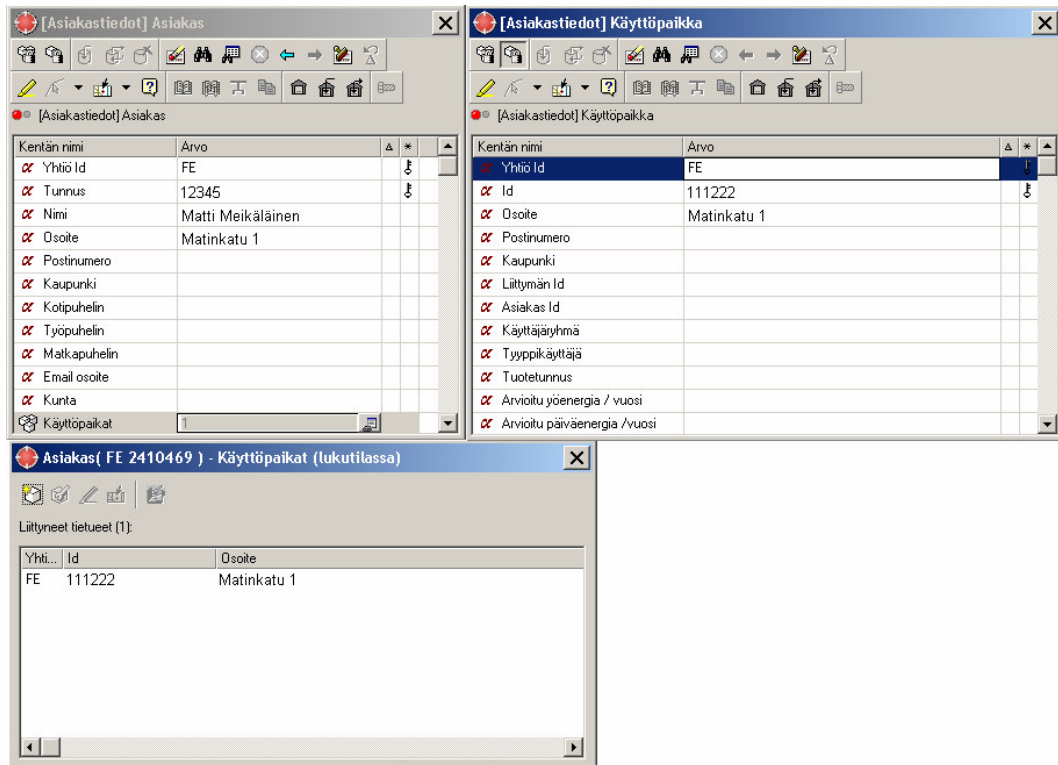 [Asiakastiedot] Asiakas
[Asiakastiedot] Asiakas
Kentän nimi Arvo Δ *
α Yhtiö Id FE
α Tunnus 12345
α Nimi Matti Meikäläinen
α Osoite Matinkatu 1
α Postinumero
α Kaupunki
α Kotipuhelin
α Työpuhelin
α Matkapuhelin
α Email osoite
α Kunta
Käyttöpaikat 1
[Asiakastiedot] Käyttöpaikka
[Asiakastiedot] Käyttöpaikka
Kentän nimi Arvo Δ *
α Yhtiö Id FE
α Id 111222
α Osoite Matinkatu 1
α Postinumero
α Kaupunki
α Liittymän Id
α Asiakas Id
α Käyttäjäryhmä
α Tyyppikäyttäjä
α Tuotetunnus
α Arvioitu yöenergia / vuosi
α Arvioitu päiväenergia /vuosi
Asiakas( FE 2410469 ) - Käyttöpaikat (lukutilassa)
Liittyneet tietueet (1):
Yhti... Id Osoite
FE 111222 Matinkatu 1